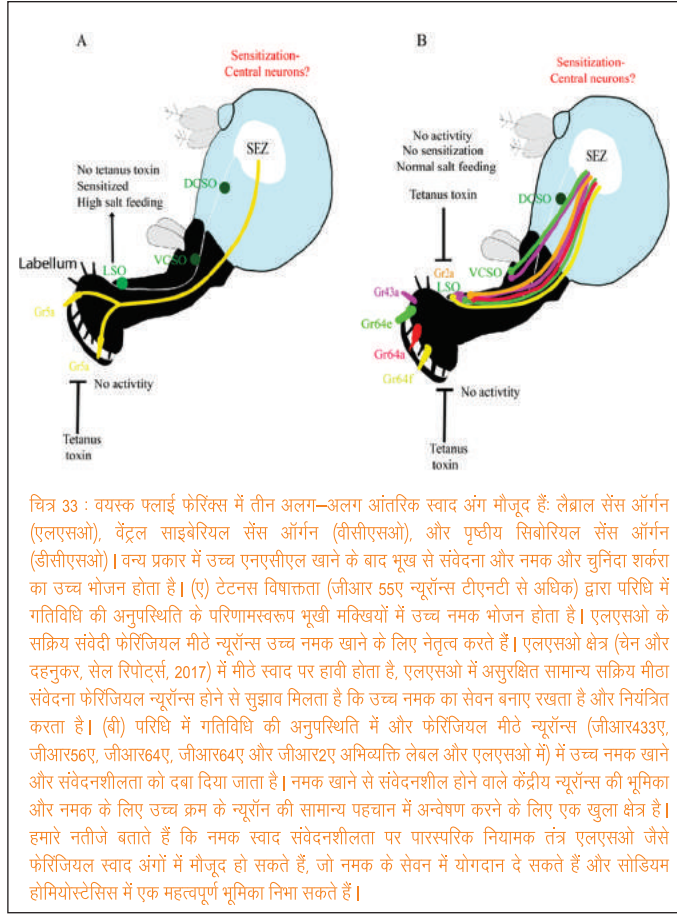 A
B
Sensitization-
Central neurons?
Sensitization-
Central neurons?
No activtity
No sensitization
Normal salt feeding
SEZ
SEZ
No tetanus toxin
Sensitized
High salt feeding
DCSO
Tetanus toxin
DCSO
VCSO
VCSO
Labellum
LSO
Gr2a
LSO
Gr43a
Gr5a
Gr64e
Gr5a
Gr64a
No activtity
Gr64f
No activtity
Tetanus
toxin
Tetanus
toxin
चित्र 33 : वयस्क फ्लाई फेरिंक्स में तीन अलग–अलग आंतरिक स्वाद अंग मौजूद हैं: लैब्राल सेंस ऑर्गन
(एलएसओ), वेंट्रल साइबेरियल सेंस ऑर्गन (वीसीएसओ), और पृष्ठीय सिबोरियल सेंस ऑर्गन
(डीसीएसओ) | वन्य प्रकार में उच्च एनएसीएल खाने के बाद भूख से संवेदना और नमक और चुनिंदा शर्करा
का उच्च भोजन होता है | (ए) टेटनस विषाक्तता (जीआर 55ए न्यूरॉन्स टीएनटी से अधिक) द्वारा परिधि में
गतिविधि की अनुपस्थिति के परिणामस्वरूप भूखी मक्खियों में उच्च नमक भोजन होता है | एलएसओ के
सक्रिय संवेदी फेरिंजियल मीठे न्यूरॉन्स उच्च नमक खाने के लिए नेतृत्व करते हैं | एलएसओ क्षेत्र (चेन और
दहनुकर, सेल रिपोर्ट्स, 2017) में मीठे स्वाद पर हावी होता है, एलएसओ में असुरक्षित सामान्य सक्रिय मीठा
संवेदना फेरिंजियल न्यूरॉन्स होने से सुझाव मिलता है कि उच्च नमक का सेवन बनाए रखता है और नियंत्रित
करता है | (बी) परिधि में गतिविधि की अनुपस्थिति में और फेरिंजियल मीठे न्यूरॉन्स (जीआर433ए,
जीआर56ए, जीआर64ए, जीआर64ए और जीआर2ए अभिव्यक्ति लेबल और एलएसओ में) में उच्च नमक खाने
और संवेदनशीलता को दबा दिया जाता है | नमक खाने से संवेदनशील होने वाले केंद्रीय न्यूरॉन्स की भूमिका
और नमक के लिए उच्च क्रम के न्यूरॉन की सामान्य पहचान में अन्वेषण करने के लिए एक खुला क्षेत्र है |
हमारे नतीजे बताते हैं कि नमक स्वाद संवेदनशीलता पर पारस्परिक नियामक तंत्र एलएसओ जैसे
फेरिंजियल स्वाद अंगों में मौजूद हो सकते हैं, जो नमक के सेवन में योगदान दे सकते हैं और सोडियम
होमियोस्टेसिस में एक महत्वपूर्ण भूमिका निभा सकते हैं |